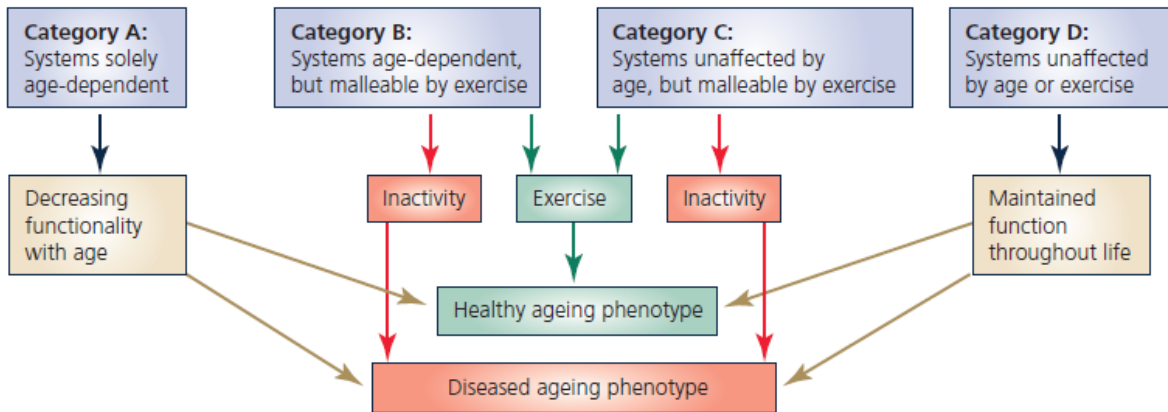 Category A:
Systems solely
age-dependent
Category B:
Systems age-dependent,
but malleable by exercise
Category C:
Systems unaffected by
age, but malleable by exercise
Category D:
Systems unaffected
by age or exercise
Decreasing
functionality
with age
Inactivity
Exercise
Inactivity
Maintained
function
throughout life
Healthy ageing phenotype
Diseased ageing phenotype